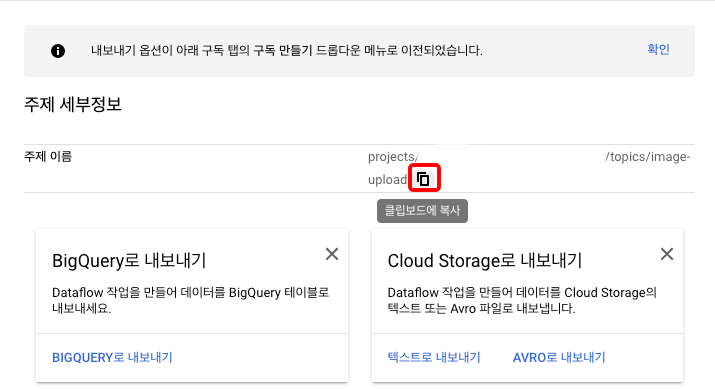 내보내기 옵션이 아래 구독 탭의 구독 만들기 드롭다운 메뉴로 이전되었습니다. 확인
주제 세부정보
주제 이름 projects/ /topics/image-
upload
클립보드에 복사
BigQuery로 내보내기
Dataflow 작업을 만들어 데이터를 BigQuery 테이블로
내보내세요.
BIGQUERY로 내보내기
Cloud Storage로 내보내기
Dataflow 작업을 만들어 데이터를 Cloud Storage의
텍스트 또는 Avro 파일로 내보냅니다.
텍스트로 내보내기 AVRO로 내보내기